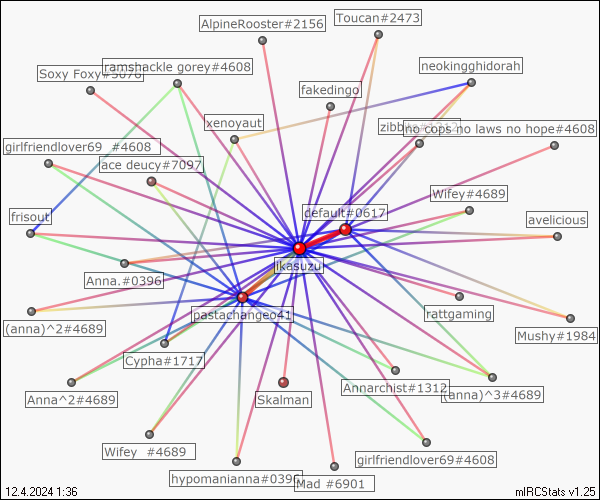 AlpineRooster#2156
Toucan#2473
Soxy Foxy#5076
ramshackle gorey#4608
neokingghidorah
fakedingo
xenoyaut
no cops no laws no hope#4608
girlfriendlover69 #4608
ace deucy#7097
Wifey#4689
default#0617
frisout
avelicious
ikasuzu
Anna.#0396
pastachangeo41
rattgaming
(anna)^2#4689
Mushy#1984
Cypha#1717
Annarchist#1312
(anna)^3#4689
Anna^2#4689
Skalman
Wifey #4689
girlfriendlover69#4608
hypomanianna#0396
Mad #6901
12.4.2024 1:36
mIRCStats v1.25